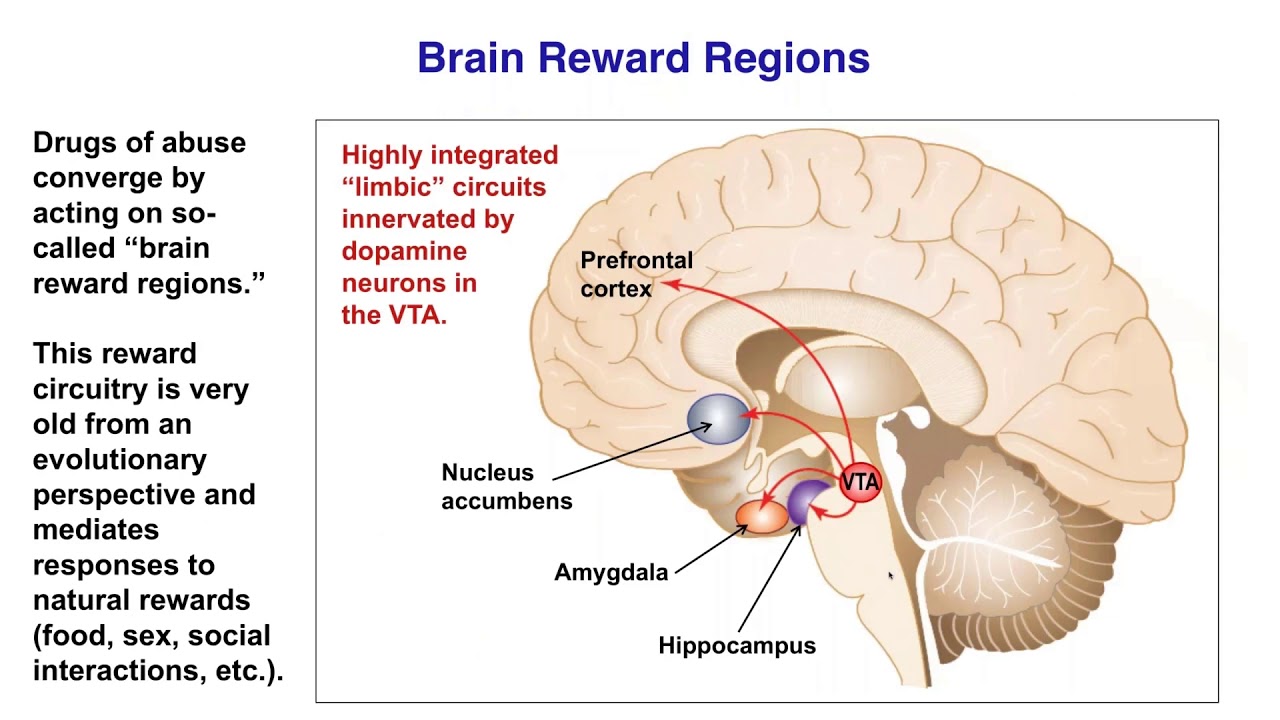 Brain Reward Regions
Drugs of abuse
converge by
acting on so-
called “brain
reward regions.”
This reward
circuitry is very
old from an
evolutionary
perspective and
mediates
responses to
natural rewards
(food, sex, social
interactions, etc.).
Highly integrated
“limbic” circuits
innervated by
dopamine
neurons in
the VTA.
Prefrontal
cortex
Nucleus
accumbens
VTA
Amygdala
Hippocampus